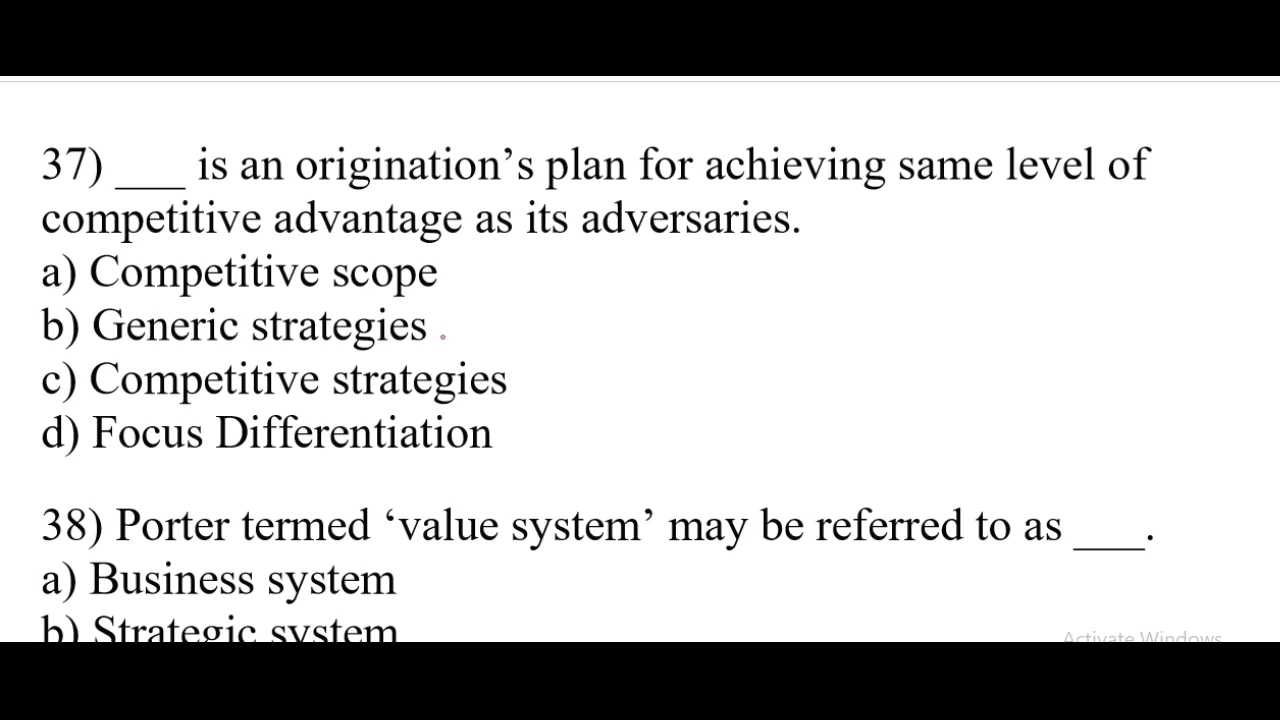 37) ___ is an origination’s plan for achieving same level of
competitive advantage as its adversaries.
a) Competitive scope
b) Generic strategies
c) Competitive strategies
d) Focus Differentiation
38) Porter termed ‘value system’ may be referred to as ___.
a) Business system
b) Strategic system
Activate Windows